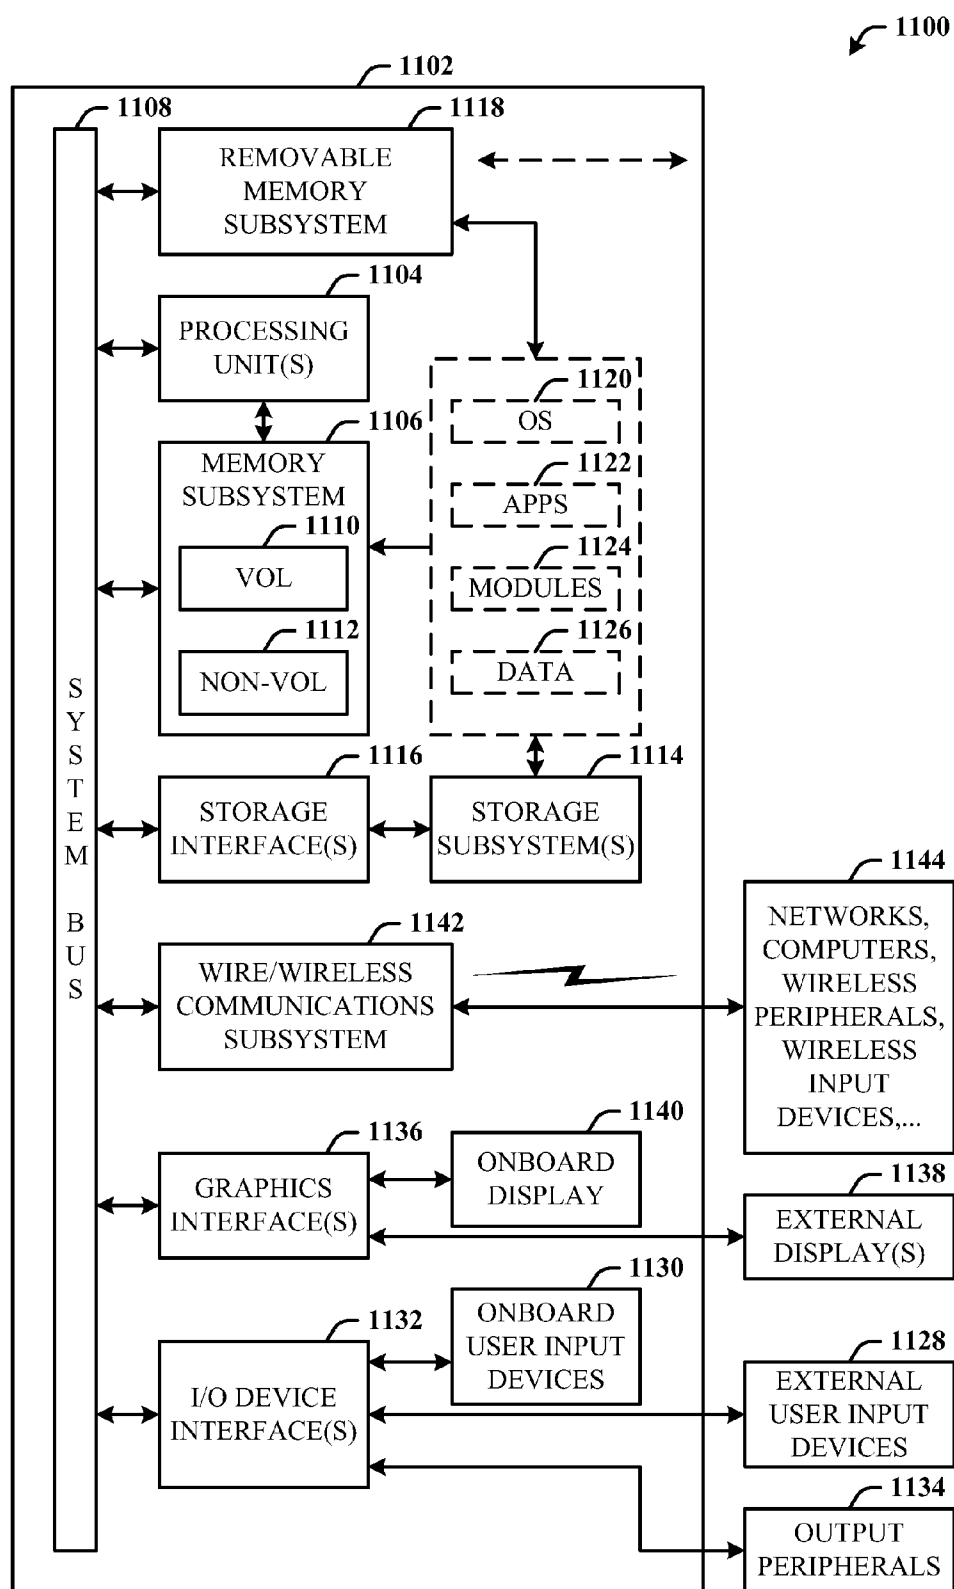 1100
1102
1108
1118
REMOVABLE
MEMORY
SUBSYSTEM
1104
PROCESSING
UNIT(S)
1106
MEMORY
SUBSYSTEM
1110
VOL
1112
NON-VOL
1120
OS
1122
APPS
1124
MODULES
1126
DATA
SYSTEM BUS
1116
STORAGE
INTERFACE(S)
1114
STORAGE
SUBSYSTEM(S)
1142
WIRE/WIRELESS
COMMUNICATIONS
SUBSYSTEM
1144
NETWORKS,
COMPUTERS,
WIRELESS
PERIPHERALS,
WIRELESS
INPUT
DEVICES,...
1136
GRAPHICS
INTERFACE(S)
1140
ONBOARD
DISPLAY
1138
EXTERNAL
DISPLAY(S)
1132
I/O DEVICE
INTERFACE(S)
1130
ONBOARD
USER INPUT
DEVICES
1128
EXTERNAL
USER INPUT
DEVICES
1134
OUTPUT
PERIPHERALS